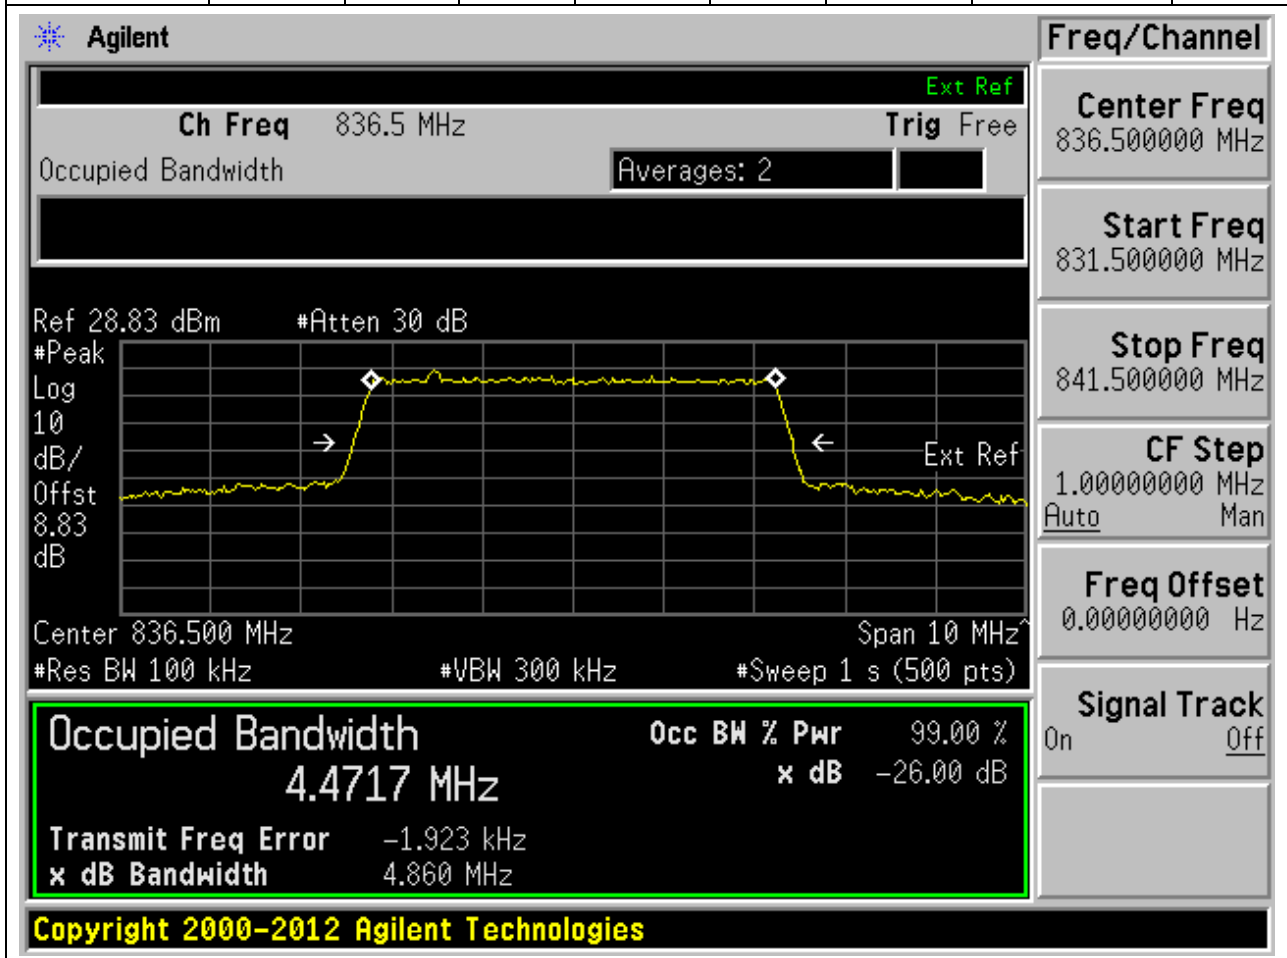 Agilent
Freq/Channel
Ext Ref
Ch Freq 836.5 MHz Trig Free
Occupied Bandwidth Averages: 2
Center Freq
836.500000 MHz
Start Freq
831.500000 MHz
Ref 28.83 dBm #Atten 30 dB
#Peak
Log
10
dB/
Offst
8.83
dB
Ext Ref
Stop Freq
841.500000 MHz
CF Step
1.00000000 MHz
Auto Man
Freq Offset
0.00000000 Hz
Center 836.500 MHz Span 10 MHz^
#Res BW 100 kHz #VBW 300 kHz #Sweep 1 s (500 pts)
Signal Track
On Off
Occupied Bandwidth Occ BW % Pwr 99.00 %
4.4717 MHz x dB -26.00 dB
Transmit Freq Error -1.923 kHz
x dB Bandwidth 4.860 MHz
Copyright 2000-2012 Agilent Technologies